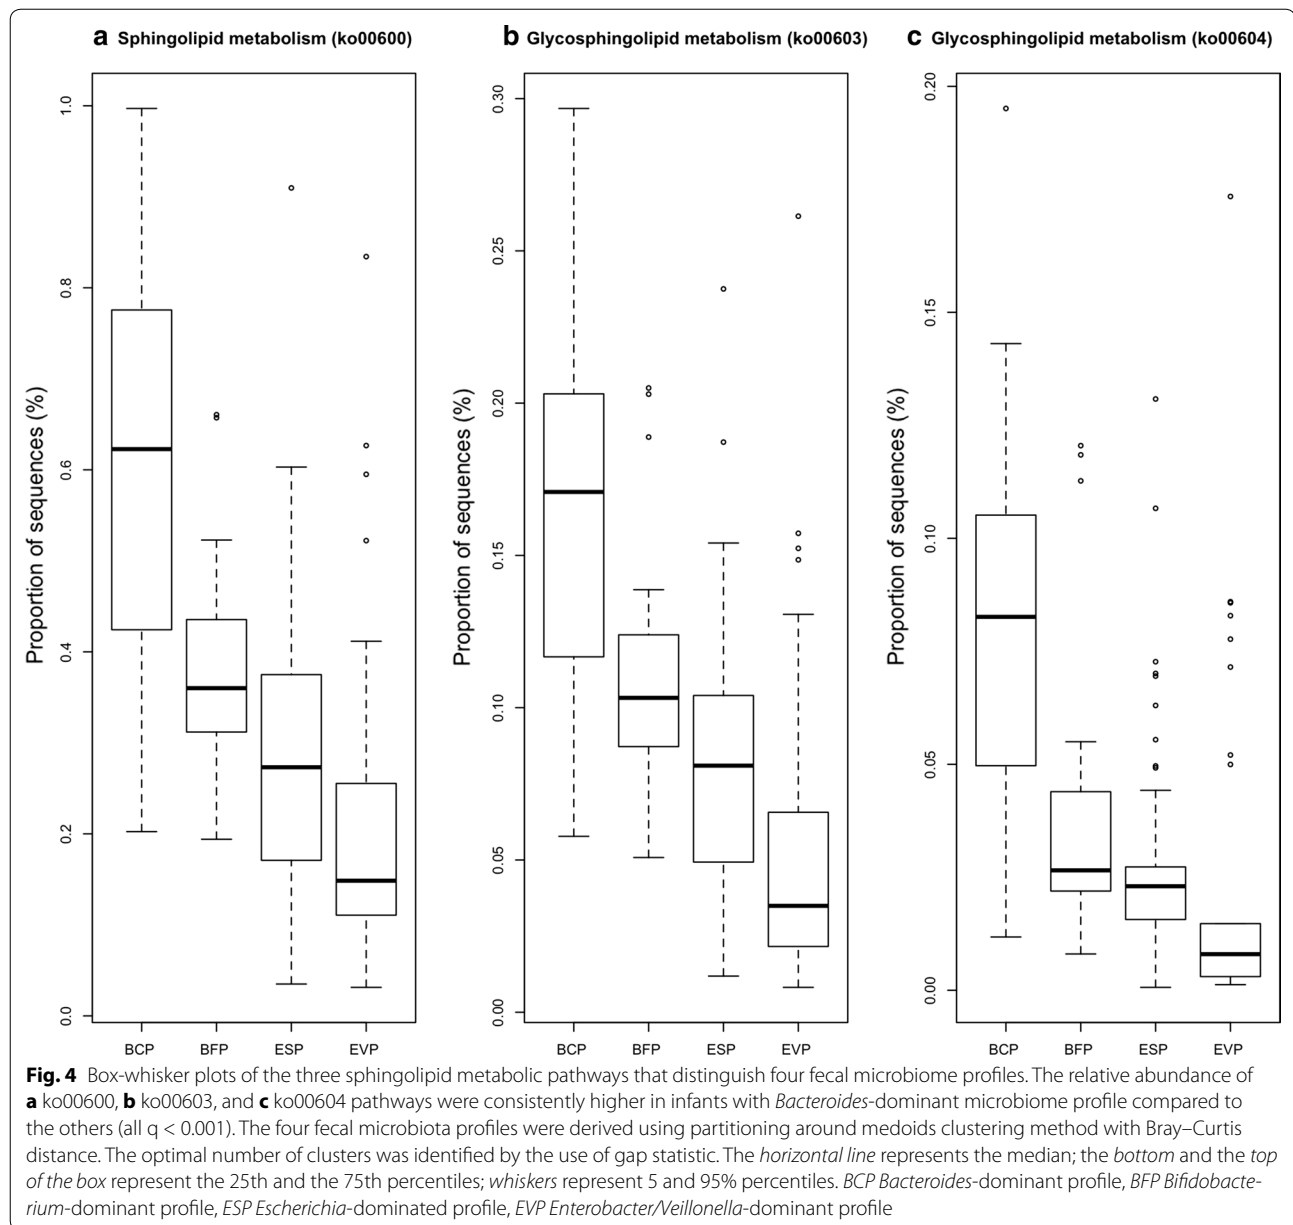 a Sphingolipid metabolism (ko00600)
b Glycosphingolipid metabolism (ko00603)
c Glycosphingolipid metabolism (ko00604)
Proportion of sequences (%)
1.0
0.8
0.6
0.4
0.2
0.0
BCP BFP ESP EVP
Proportion of sequences (%)
0.30
0.25
0.20
0.15
0.10
0.05
0.00
BCP BFP ESP EVP
Proportion of sequences (%)
0.20
0.15
0.10
0.05
0.00
BCP BFP ESP EVP
Fig. 4 Box-whisker plots of the three sphingolipid metabolic pathways that distinguish four fecal microbiome profiles. The relative abundance of
a ko00600, b ko00603, and c ko00604 pathways were consistently higher in infants with Bacteroides-dominant microbiome profile compared to
the others (all q < 0.001). The four fecal microbiota profiles were derived using partitioning around medoids clustering method with Bray–Curtis
distance. The optimal number of clusters was identified by the use of gap statistic. The horizontal line represents the median; the bottom and the top
of the box represent the 25th and the 75th percentiles; whiskers represent 5 and 95% percentiles. BCP Bacteroides-dominant profile, BFP Bifidobacte-
rium-dominant profile, ESP Escherichia-dominated profile, EVP Enterobacter/Veillonella-dominant profile